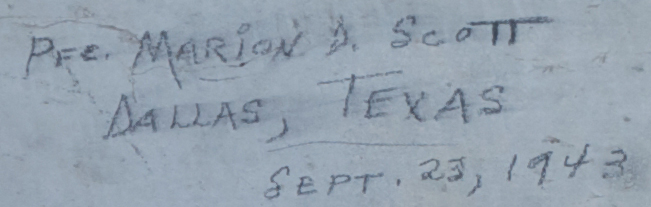 PFC. MARION D. SCOTT
DALLAS, TEXAS
SEPT. 23, 1943